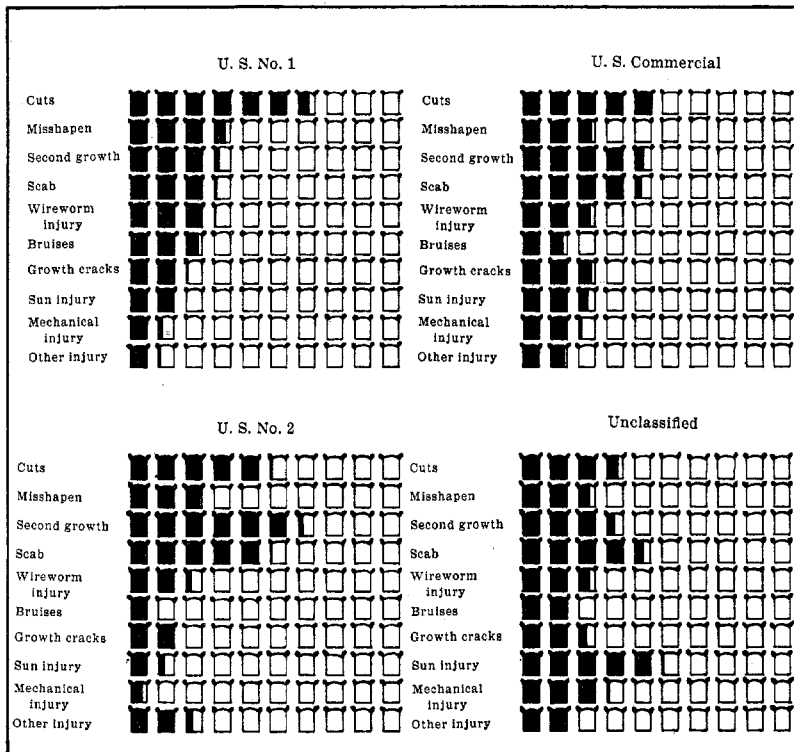 U. S. No. 1
Cuts
Misshapen
Second growth
Scab
Wireworm
injury
Bruises
Growth cracks
Sun injury
Mechanical
injury
Other injury
U. S. Commercial
Cuts
Misshapen
Second growth
Scab
Wireworm
injury
Bruises
Growth cracks
Sun injury
Mechanical
injury
Other injury
U. S. No. 2
Cuts
Misshapen
Second growth
Scab
Wireworm
injury
Bruises
Growth cracks
Sun injury
Mechanical
injury
Other injury
Unclassified
Cuts
Misshapen
Second growth
Scab
Wireworm
injury
Bruises
Growth cracks
Sun injury
Mechanical
injury
Other injury